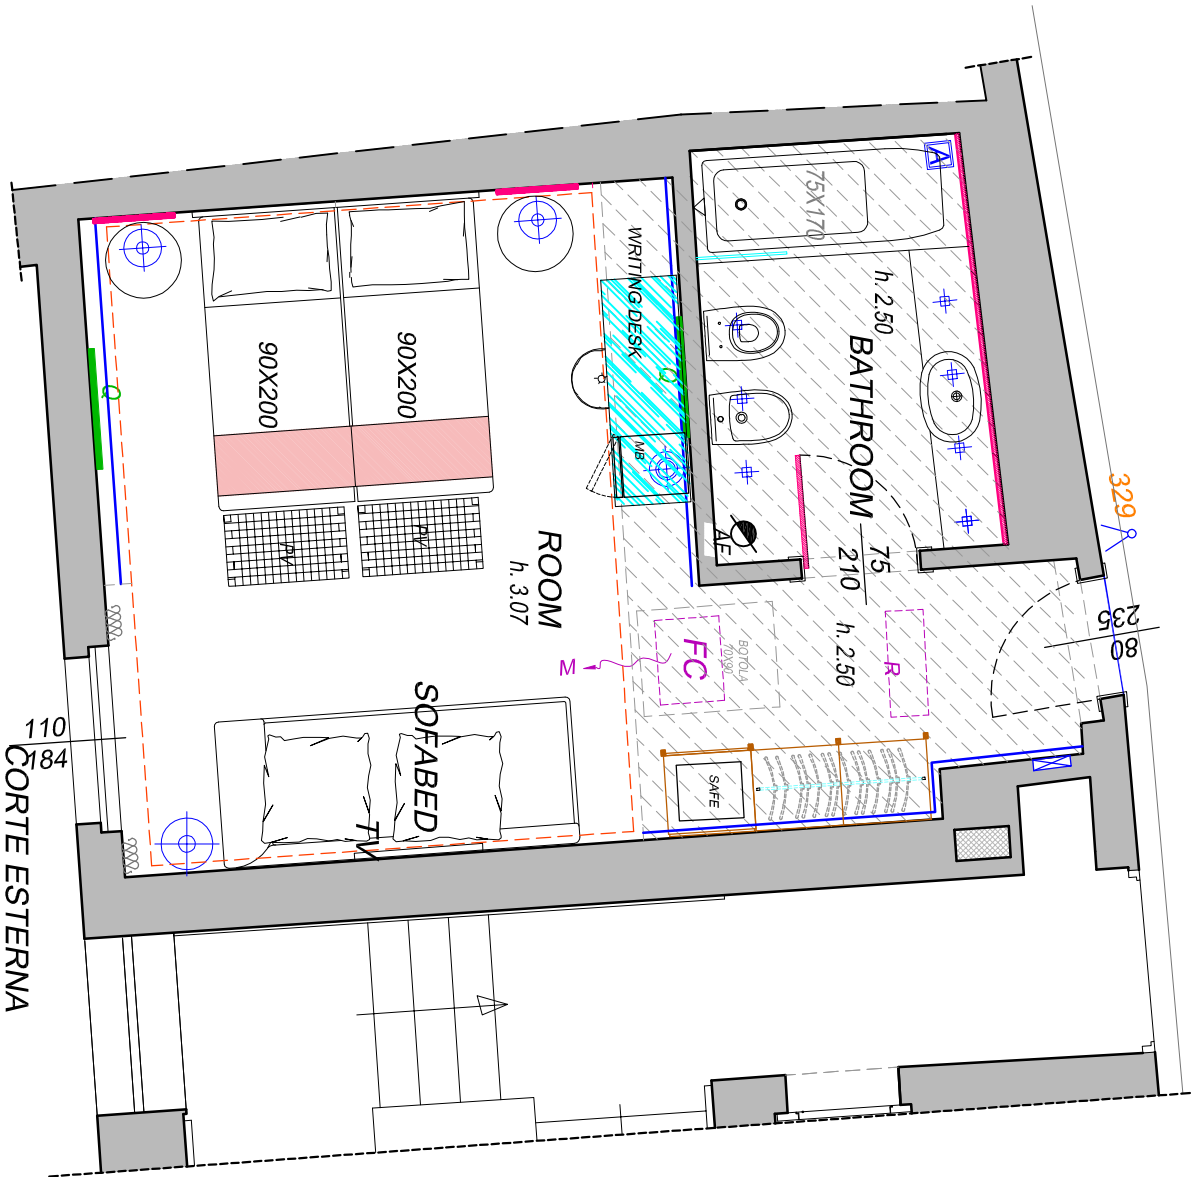 75X170
A
WRITING DESK
h. 2.50
BATHROOM
90X200
90X200
Q
Q
MB
AF
75
210
329
235
80
PV
PV
ROOM
h. 3.07
FC
M
BOTOLA
70X90
h. 2.50
R
SOFABED
TV
SAFE
110
184
CORTE ESTERNA